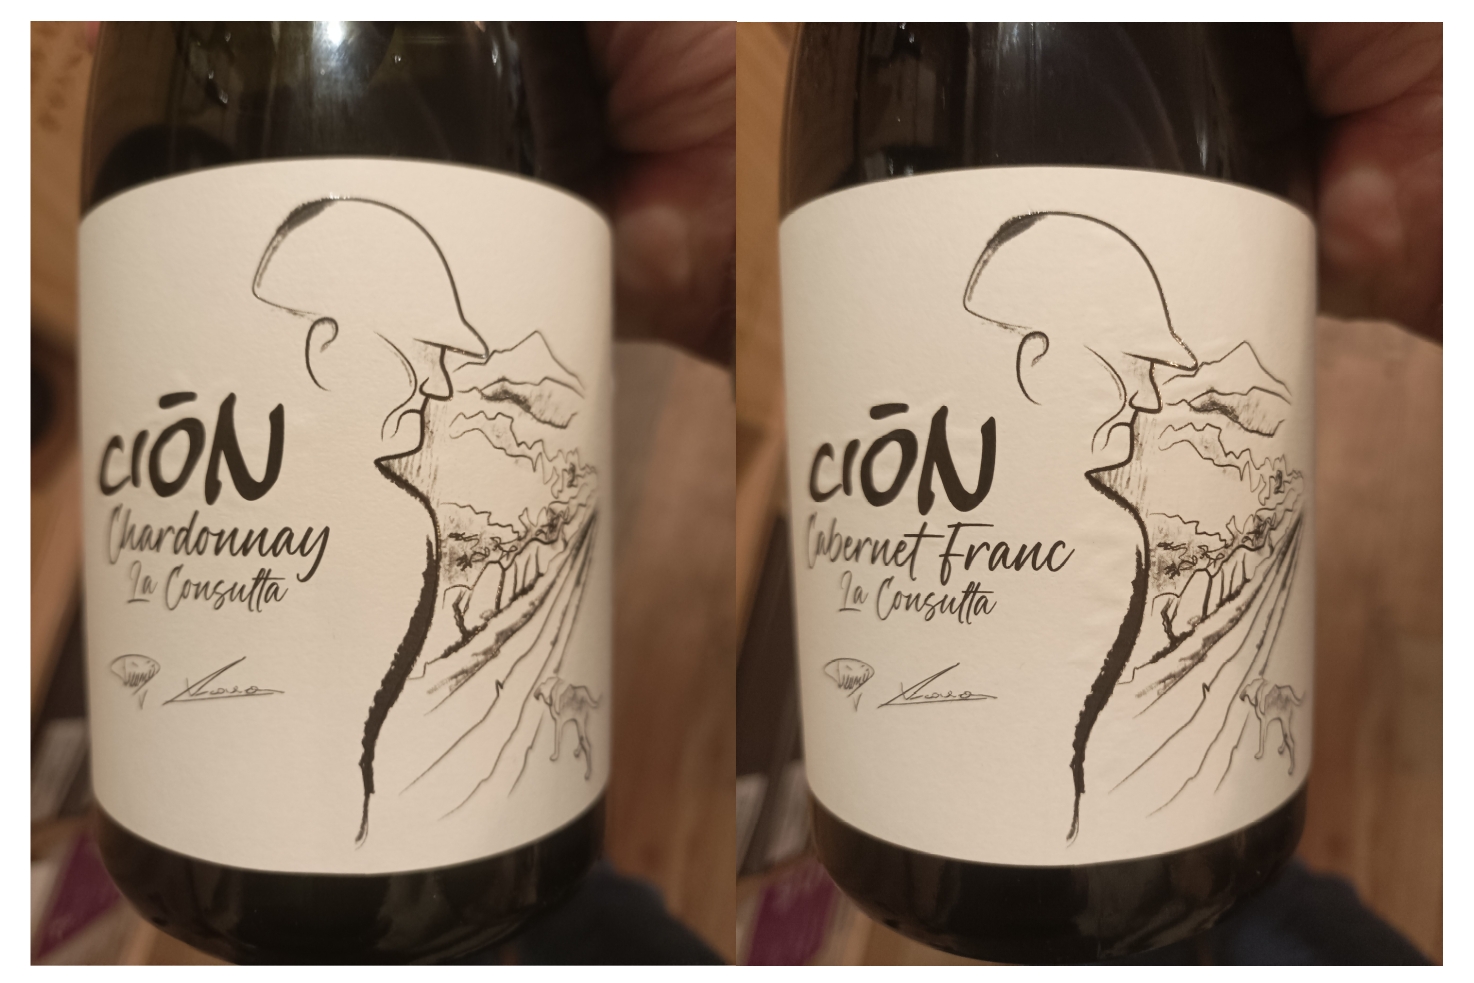 CIŌN
Chardonnay
La Consulta
CIŌN
Cabernet Franc
La Consulta